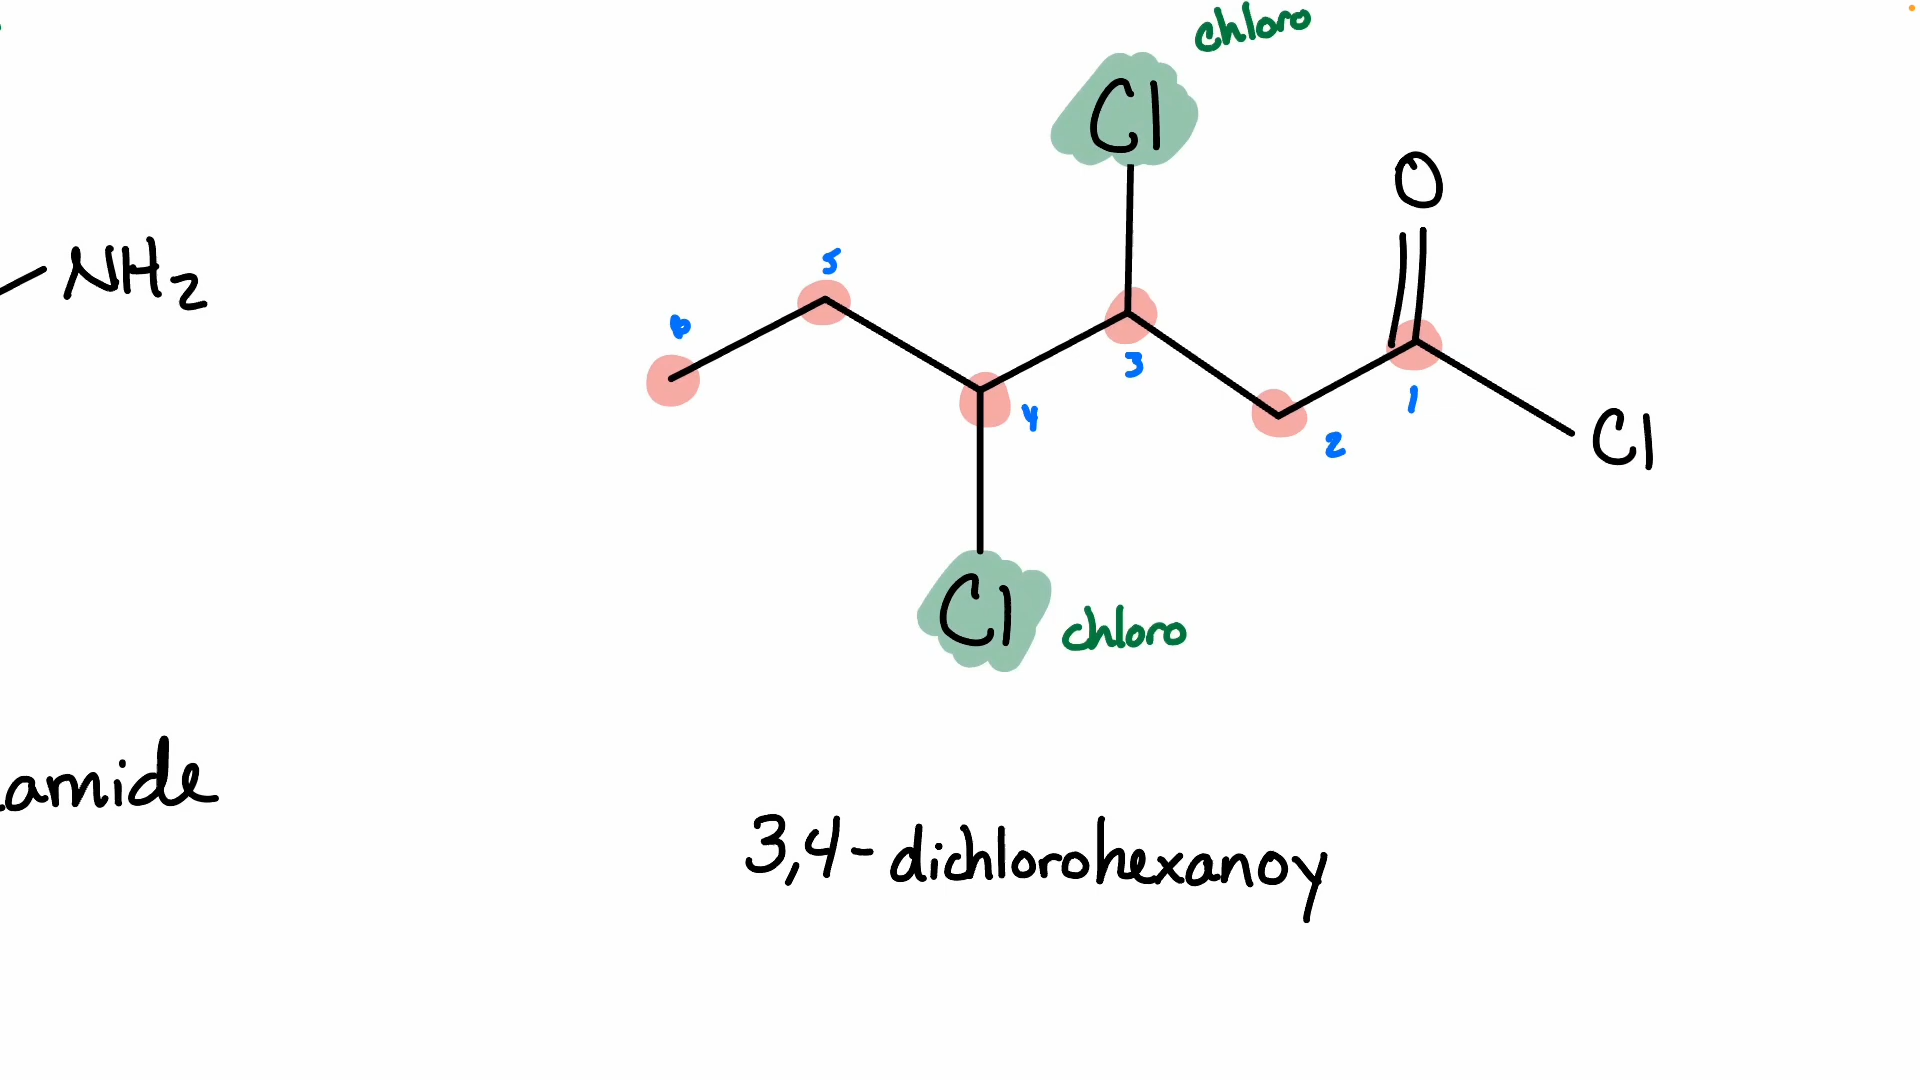 chloro
Cl
O
NH2
5
6
3
4
1
2
Cl
Cl
chloro
amide
3,4-dichlorohexanoy